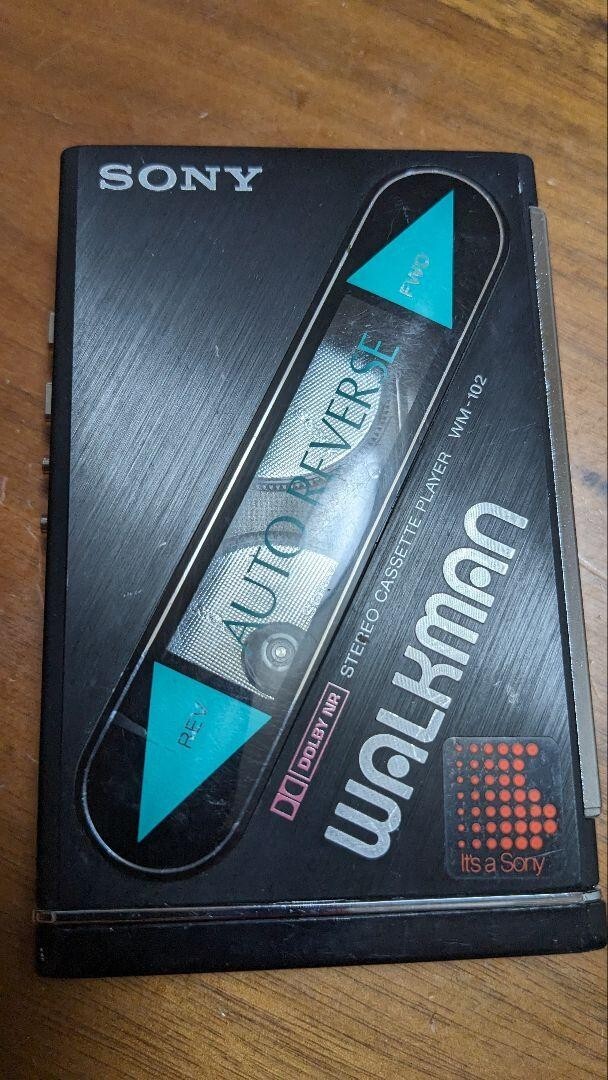 SONY
FWD
AUTO REVERSE
REV
DOLBY NR
STEREO CASSETTE PLAYER WM-102
WALKMAN
It's a Sony